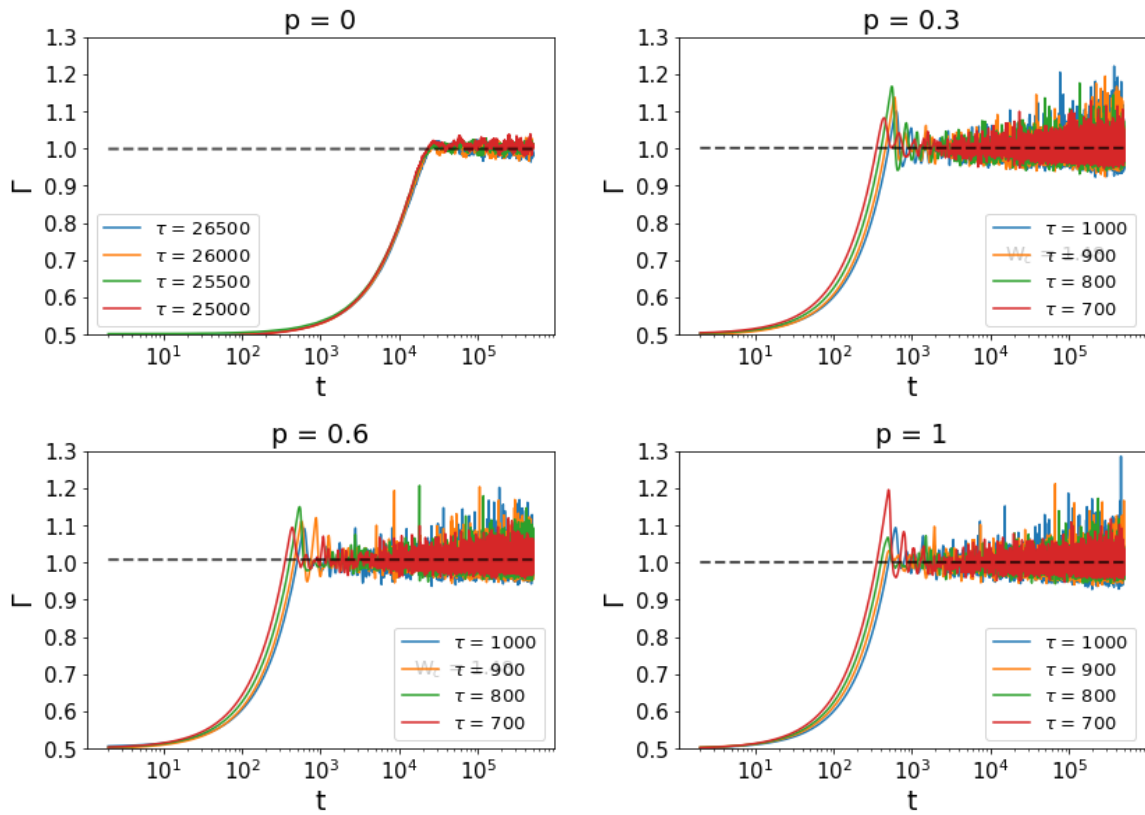 p = 0
1.3
1.2
1.1
1.0
0.9
0.8
0.7
0.6
0.5
Γ
τ = 26500
τ = 26000
τ = 25500
τ = 25000
10¹ 10² 10³ 10⁴ 10⁵
t
p = 0.3
1.3
1.2
1.1
1.0
0.9
0.8
0.7
0.6
0.5
Γ
τ = 1000
τ = 900
τ = 800
τ = 700
10¹ 10² 10³ 10⁴ 10⁵
t
p = 0.6
1.3
1.2
1.1
1.0
0.9
0.8
0.7
0.6
0.5
Γ
τ = 1000
τ = 900
τ = 800
τ = 700
10¹ 10² 10³ 10⁴ 10⁵
t
p = 1
1.3
1.2
1.1
1.0
0.9
0.8
0.7
0.6
0.5
Γ
τ = 1000
τ = 900
τ = 800
τ = 700
10¹ 10² 10³ 10⁴ 10⁵
t